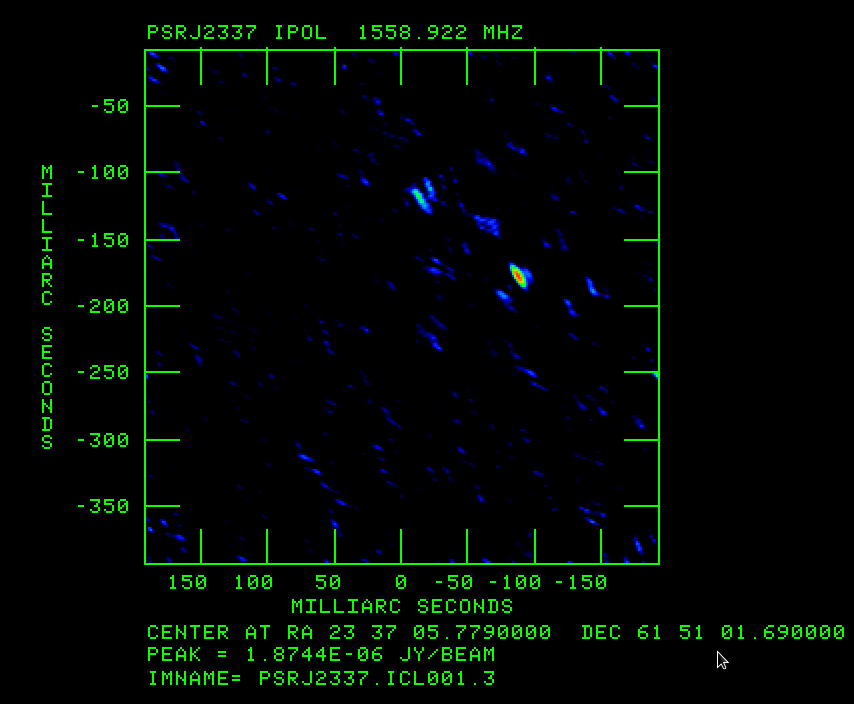 PSRJ2337 IPOL 1558.922 MHZ
-50
-100
-150
-200
-250
-300
-350
MILLIARC SECONDS
150 100 50 0 -50 -100 -150
MILLIARC SECONDS
CENTER AT RA 23 37 05.7790000 DEC 61 51 01.690000
PEAK = 1.8744E-06 JY/BEAM
IMNAME= PSRJ2337.ICL001.3